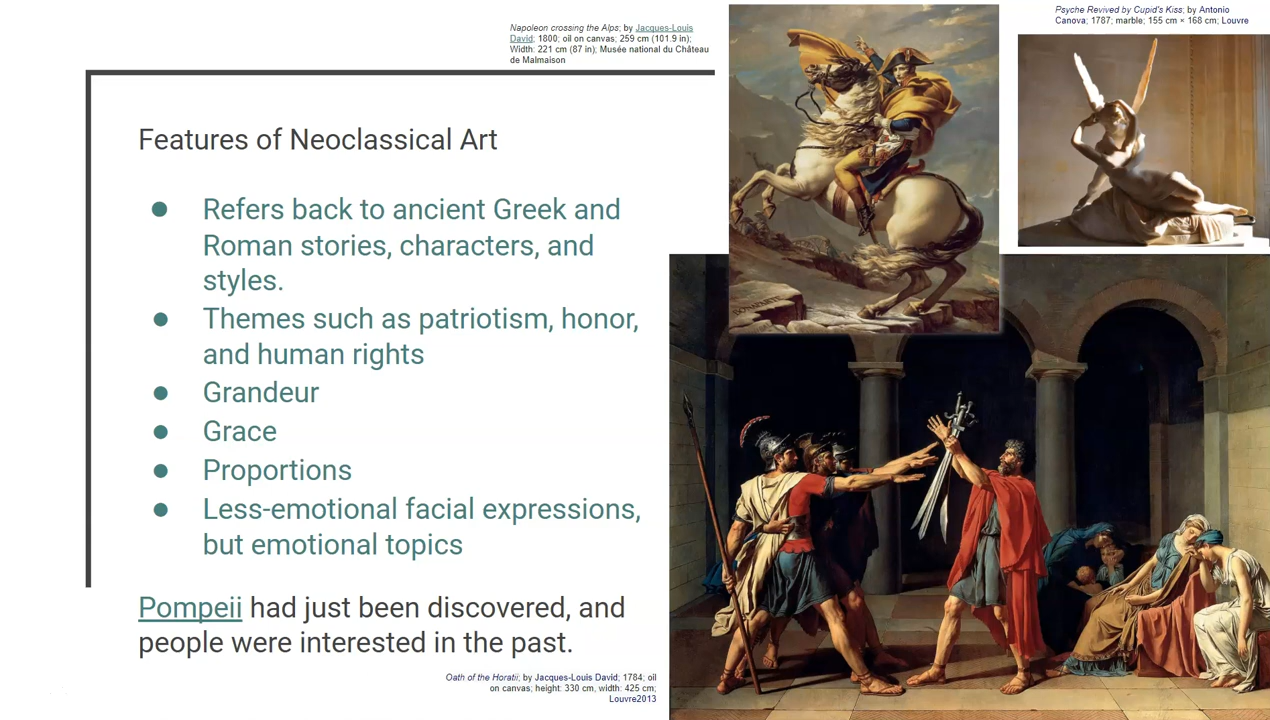 Napoleon crossing the Alps; by Jacques-Louis
David; 1800; oil on canvas; 259 cm (101.9 in);
Width: 221 cm (87 in); Musée national du Château
de Malmaison
Psyche Revived by Cupid's Kiss; by Antonio
Canova; 1787; marble; 155 cm × 168 cm; Louvre
Features of Neoclassical Art
● Refers back to ancient Greek and
Roman stories, characters, and
styles.
● Themes such as patriotism, honor,
and human rights
● Grandeur
● Grace
● Proportions
● Less-emotional facial expressions,
but emotional topics
Pompeii had just been discovered, and
people were interested in the past.
Oath of the Horatii; by Jacques-Louis David; 1784; oil
on canvas; height: 330 cm, width: 425 cm;
Louvre2013
BONAPARTE